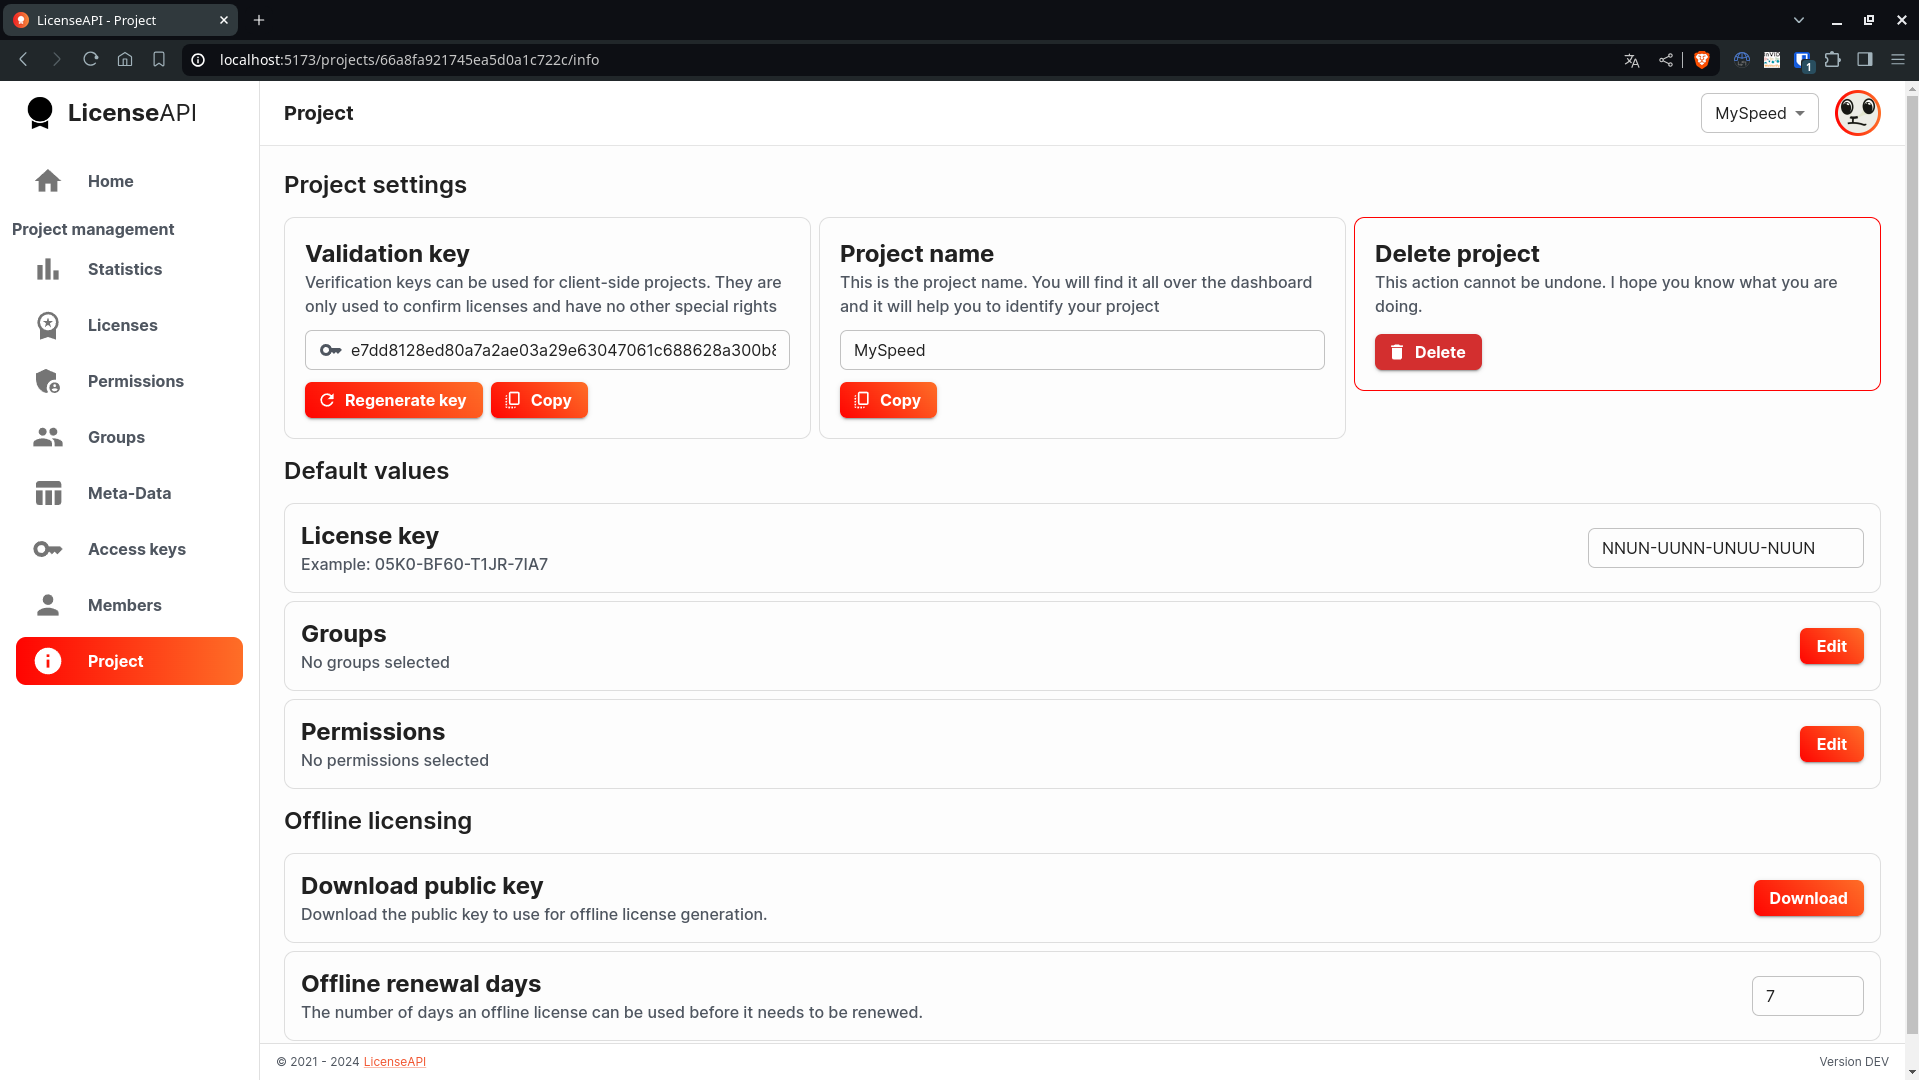 LicenseAPI - Project
localhost:5173/projects/66a8fa921745ea5d0a1c722c/info
1
LicenseAPI
Home
Project management
Statistics
Licenses
Permissions
Groups
Meta-Data
Access keys
Members
Project
Project
MySpeed
Project settings
Validation key
Verification keys can be used for client-side projects. They are
only used to confirm licenses and have no other special rights
e7dd8128ed80a7a2ae03a29e63047061c688628a300b8
Regenerate key
Copy
Project name
This is the project name. You will find it all over the dashboard
and it will help you to identify your project
MySpeed
Copy
Delete project
This action cannot be undone. I hope you know what you are
doing.
Delete
Default values
License key
Example: 05K0-BF60-T1JR-7IA7
NNUN-UUNN-UNUU-NUUN
Groups
No groups selected
Edit
Permissions
No permissions selected
Edit
Offline licensing
Download public key
Download the public key to use for offline license generation.
Download
Offline renewal days
The number of days an offline license can be used before it needs to be renewed.
7
© 2021 - 2024 LicenseAPI
Version DEV